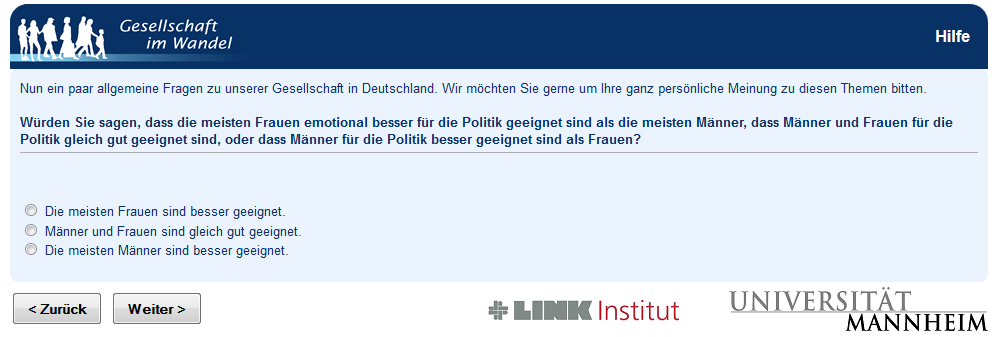 Gesellschaft
im Wandel
Hilfe
Nun ein paar allgemeine Fragen zu unserer Gesellschaft in Deutschland. Wir möchten Sie gerne um Ihre ganz persönliche Meinung zu diesen Themen bitten.
Würden Sie sagen, dass die meisten Frauen emotional besser für die Politik geeignet sind als die meisten Männer, dass Männer und Frauen für die
Politik gleich gut geeignet sind, oder dass Männer für die Politik besser geeignet sind als Frauen?
Die meisten Frauen sind besser geeignet.
Männer und Frauen sind gleich gut geeignet.
Die meisten Männer sind besser geeignet.
< Zurück Weiter >
LINK Institut
UNIVERSITÄT
MANNHEIM